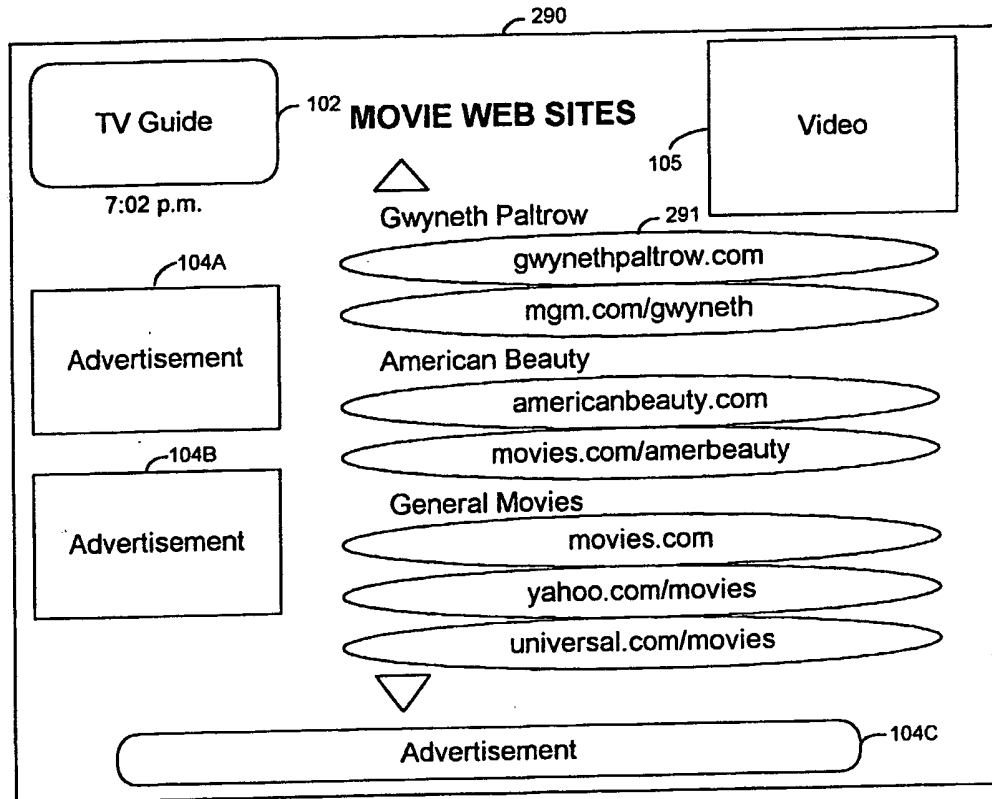 290
TV Guide
102
MOVIE WEB SITES
Video
105
7:02 p.m.
Gwyneth Paltrow
291
gwynethpaltrow.com
mgm.com/gwyneth
104A
Advertisement
American Beauty
americanbeauty.com
movies.com/amerbeauty
104B
Advertisement
General Movies
movies.com
yahoo.com/movies
universal.com/movies
Advertisement
104C